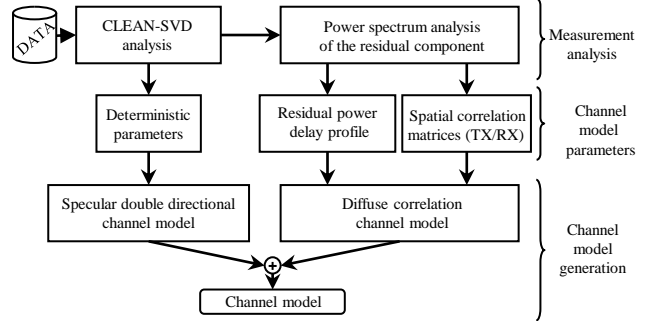 DATA
CLEAN-SVD
analysis
Power spectrum analysis
of the residual component
Measurement
analysis
Deterministic
parameters
Residual power
delay profile
Spatial correlation
matrices (TX/RX)
Channel
model
parameters
Specular double directional
channel model
Diffuse correlation
channel model
Channel
model
generation
+
Channel model